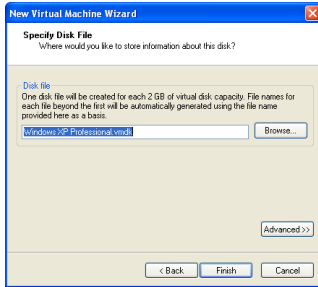 New Virtual Machine Wizard
Specify Disk File
Where would you like to store information about this disk?
Disk file
One disk file will be created for each 2 GB of virtual disk capacity. File names for
each file beyond the first will be automatically generated using the file name
provided here as a basis.
Windows XP Professional.vmdk
Browse...
Advanced >>
< Back
Finish
Cancel